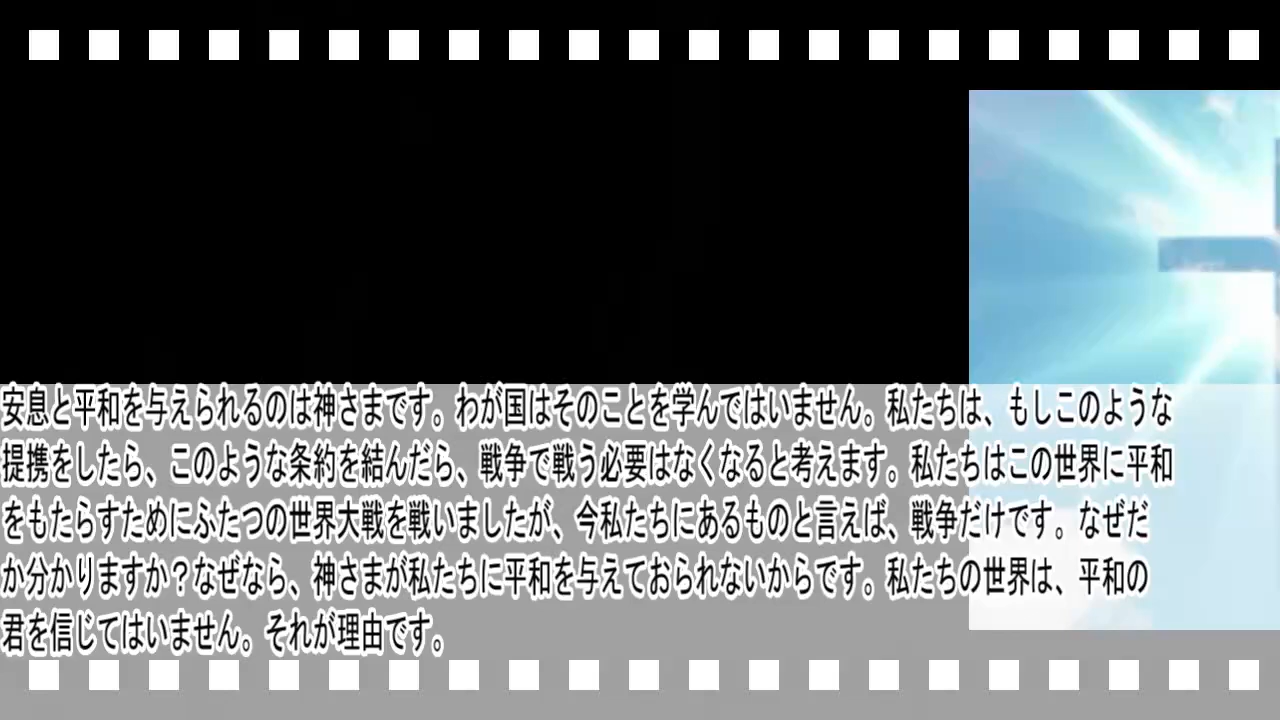 安息と平和を与えられるのは神さまです。わが国はそのことを学んではいません。私たちは、もしこのような
提携をしたら、このような条約を結んだら、戦争で戦う必要はなくなると考えます。私たちはこの世界に平和
をもたらすためにふたつの世界大戦を戦いましたが、今私たちにあるものと言えば、戦争だけです。なぜだ
か分かりますか？なぜなら、神さまが私たちに平和を与えておられないからです。私たちの世界は、平和の
君を信じてはいません。それが理由です。